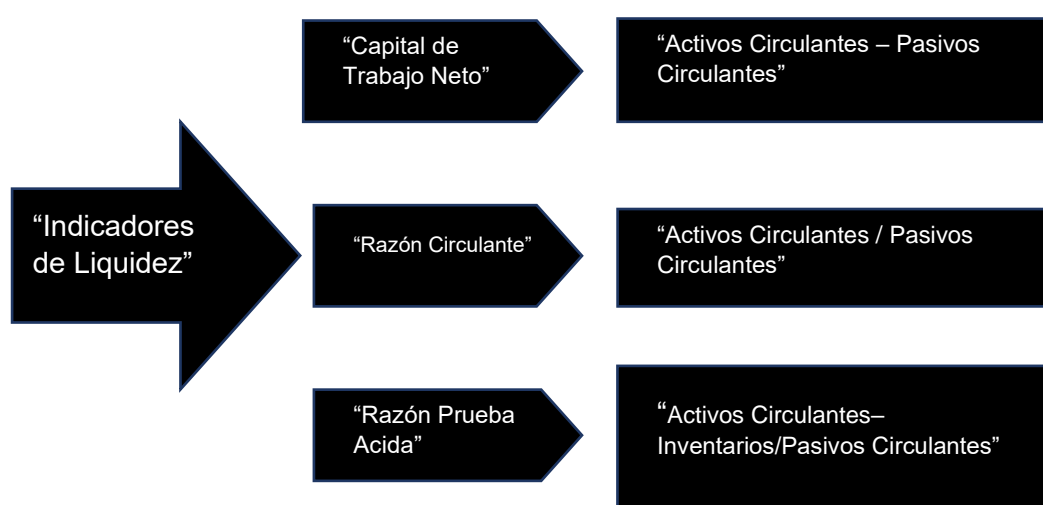 “Capital de
Trabajo Neto”
“Activos Circulantes – Pasivos
Circulantes”
“Indicadores
de Liquidez”
“Razón Circulante”
“Activos Circulantes / Pasivos
Circulantes”
“Razón Prueba
Acida”
“Activos Circulantes–
Inventarios/Pasivos Circulantes”